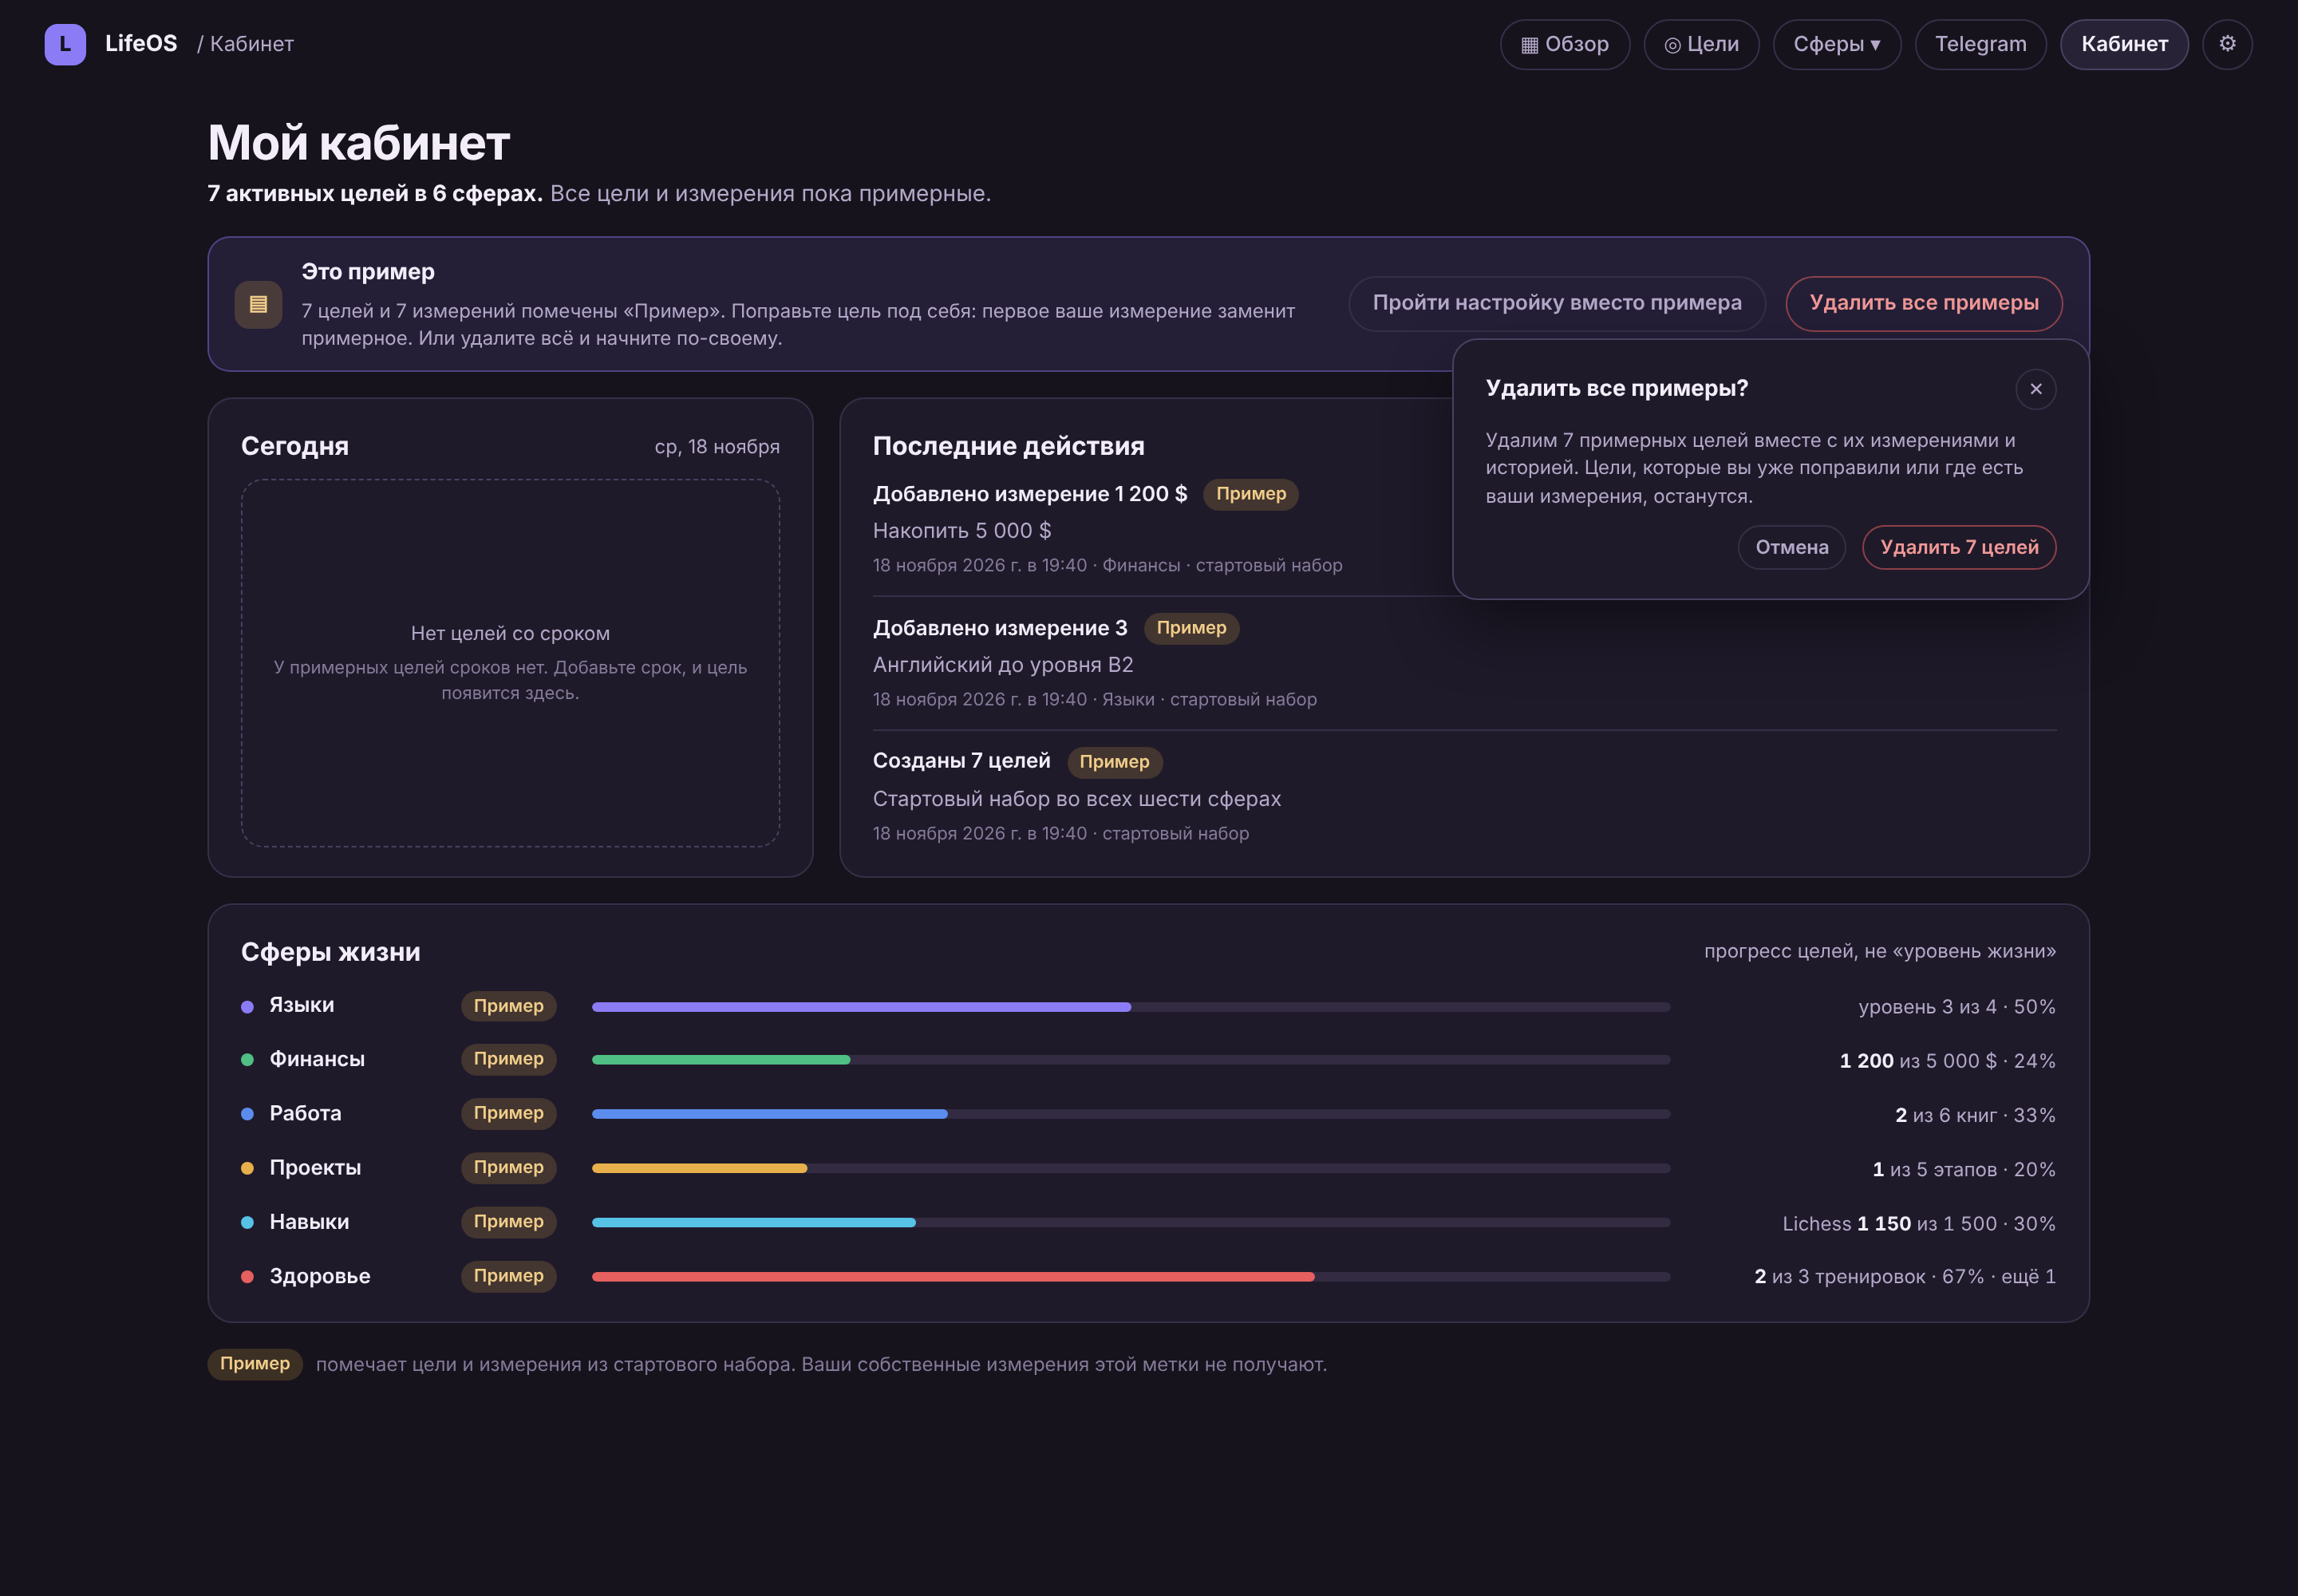 L LifeOS / Кабинет
▦ Обзор
◎ Цели
Сферы ▾
Telegram
Кабинет
⚙
Мой кабинет
7 активных целей в 6 сферах. Все цели и измерения пока примерные.
Это пример
7 целей и 7 измерений помечены «Пример». Поправьте цель под себя: первое ваше измерение заменит
примерное. Или удалите всё и начните по-своему.
Пройти настройку вместо примера
Удалить все примеры
Удалить все примеры?
✕
Удалим 7 примерных целей вместе с их измерениями и
историей. Цели, которые вы уже поправили или где есть
ваши измерения, останутся.
Отмена
Удалить 7 целей
Сегодня
ср, 18 ноября
Нет целей со сроком
У примерных целей сроков нет. Добавьте срок, и цель
появится здесь.
Последние действия
Добавлено измерение 1 200 $ Пример
Накопить 5 000 $
18 ноября 2026 г. в 19:40 · Финансы · стартовый набор
Добавлено измерение 3 Пример
Английский до уровня B2
18 ноября 2026 г. в 19:40 · Языки · стартовый набор
Созданы 7 целей Пример
Стартовый набор во всех шести сферах
18 ноября 2026 г. в 19:40 · стартовый набор
Сферы жизни
прогресс целей, не «уровень жизни»
Языки Пример уровень 3 из 4 · 50%
Финансы Пример 1 200 из 5 000 $ · 24%
Работа Пример 2 из 6 книг · 33%
Проекты Пример 1 из 5 этапов · 20%
Навыки Пример Lichess 1 150 из 1 500 · 30%
Здоровье Пример 2 из 3 тренировок · 67% · ещё 1
Пример помечает цели и измерения из стартового набора. Ваши собственные измерения этой метки не получают.